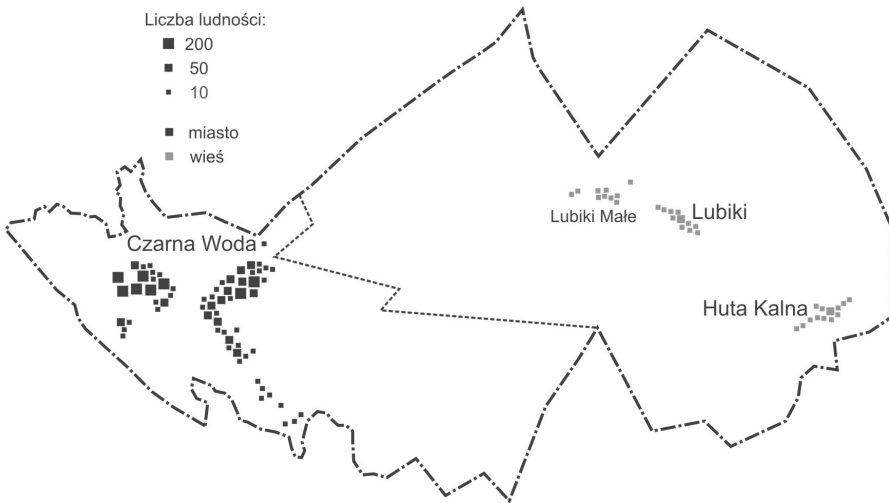 Liczba ludności:
200
50
10
miasto
wieś
Czarna Woda
Lubiki Małe
Lubiki
Huta Kalna